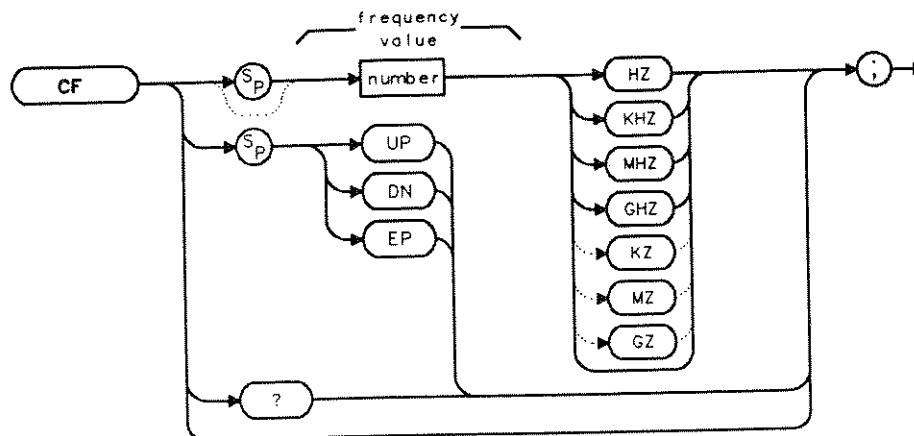 frequency
value
CF
SP
number
HZ
;
KHZ
SP
UP
MHZ
DN
GHZ
EP
KZ
MZ
GZ
?